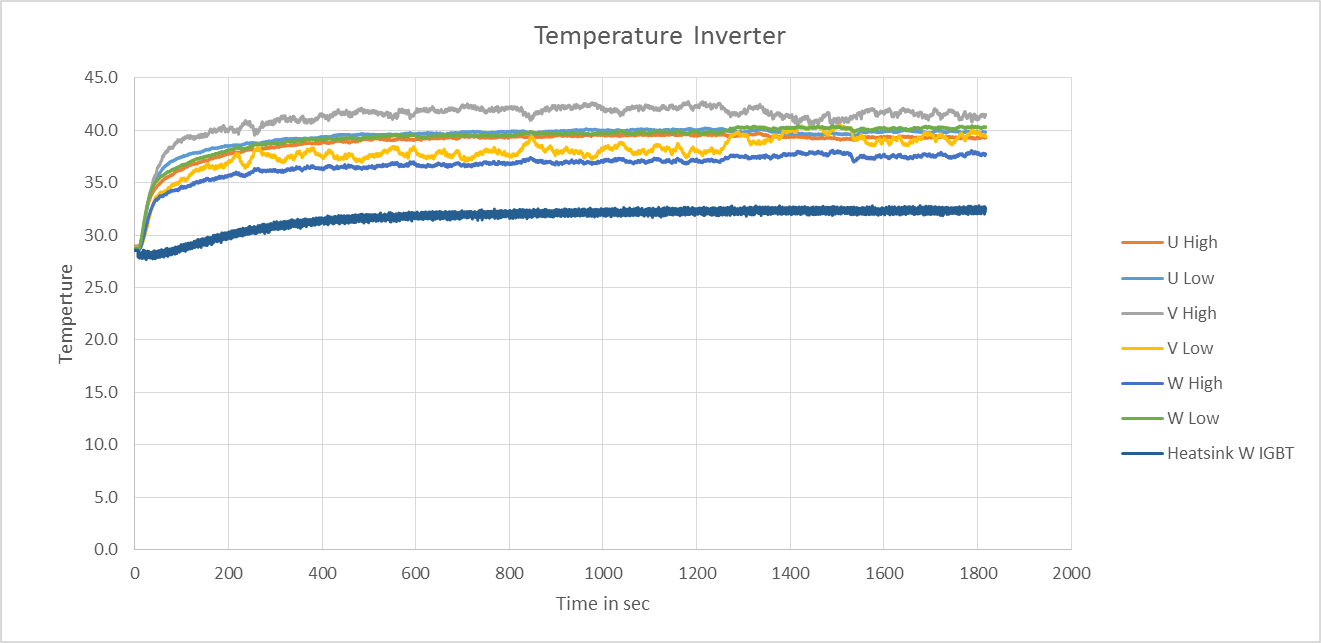 Temperature Inverter
45.0
40.0
35.0
30.0
25.0
20.0
15.0
10.0
5.0
0.0
Temperture
0 200 400 600 800 1000 1200 1400 1600 1800 2000
Time in sec
U High
U Low
V High
V Low
W High
W Low
Heatsink W IGBT